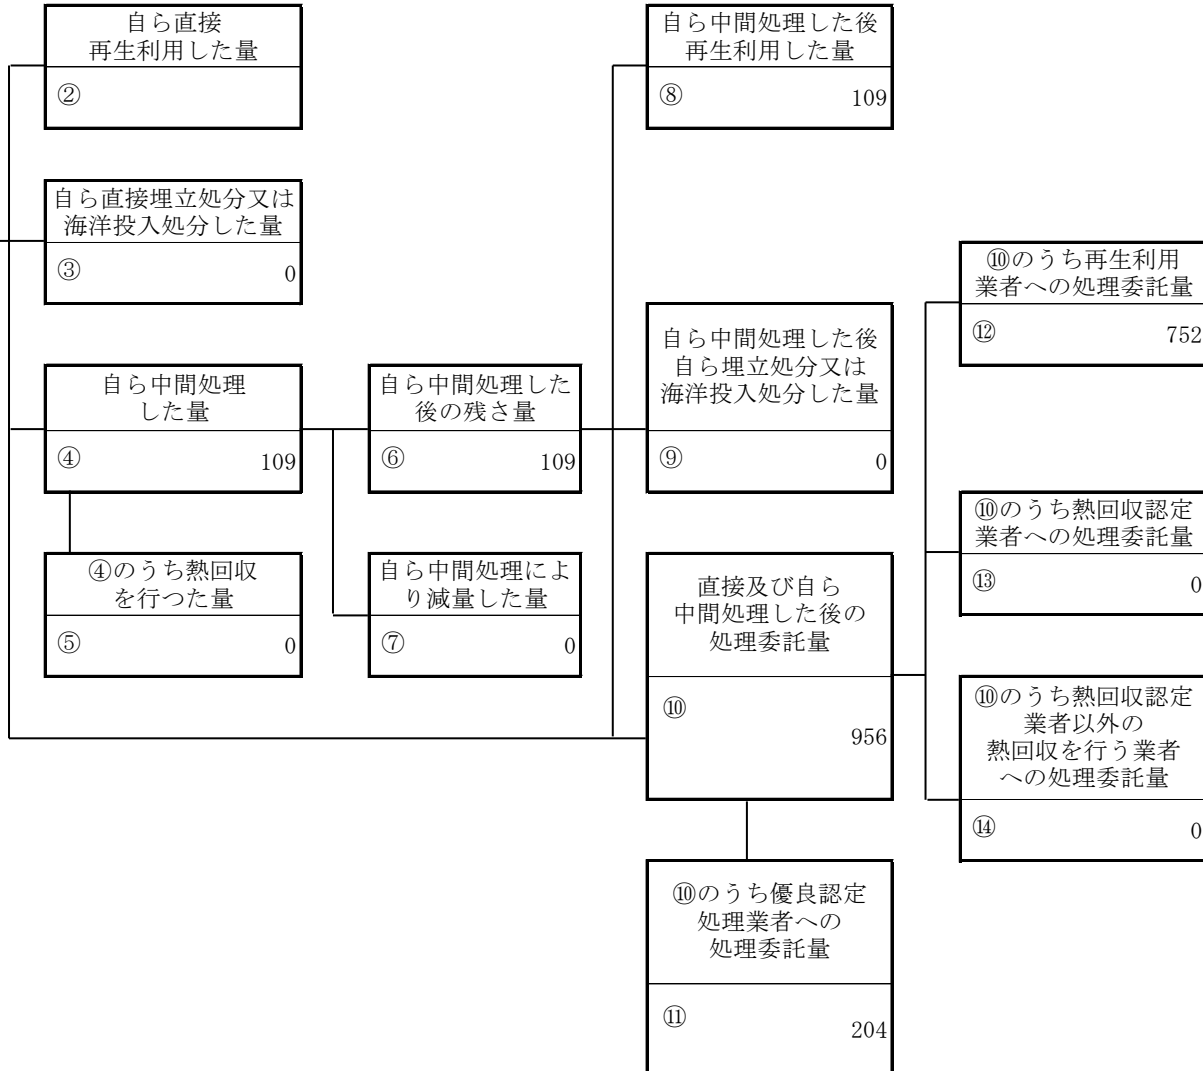 自ら直接
再生利用した量
②
自ら直接埋立処分又は
海洋投入処分した量
③ 0
自ら中間処理
した量
④ 109
④のうち熱回収
を行つた量
⑤ 0
自ら中間処理した
後の残さ量
⑥ 109
自ら中間処理によ
り減量した量
⑦ 0
自ら中間処理した後
再生利用した量
⑧ 109
自ら中間処理した後
自ら埋立処分又は
海洋投入処分した量
⑨ 0
直接及び自ら
中間処理した後の
処理委託量
⑩
956
⑩のうち優良認定
処理業者への
処理委託量
⑪
204
⑩のうち再生利用
業者への処理委託量
⑫ 752
⑩のうち熱回収認定
業者への処理委託量
⑬ 0
⑩のうち熱回収認定
業者以外の
熱回収を行う業者
への処理委託量
⑭ 0